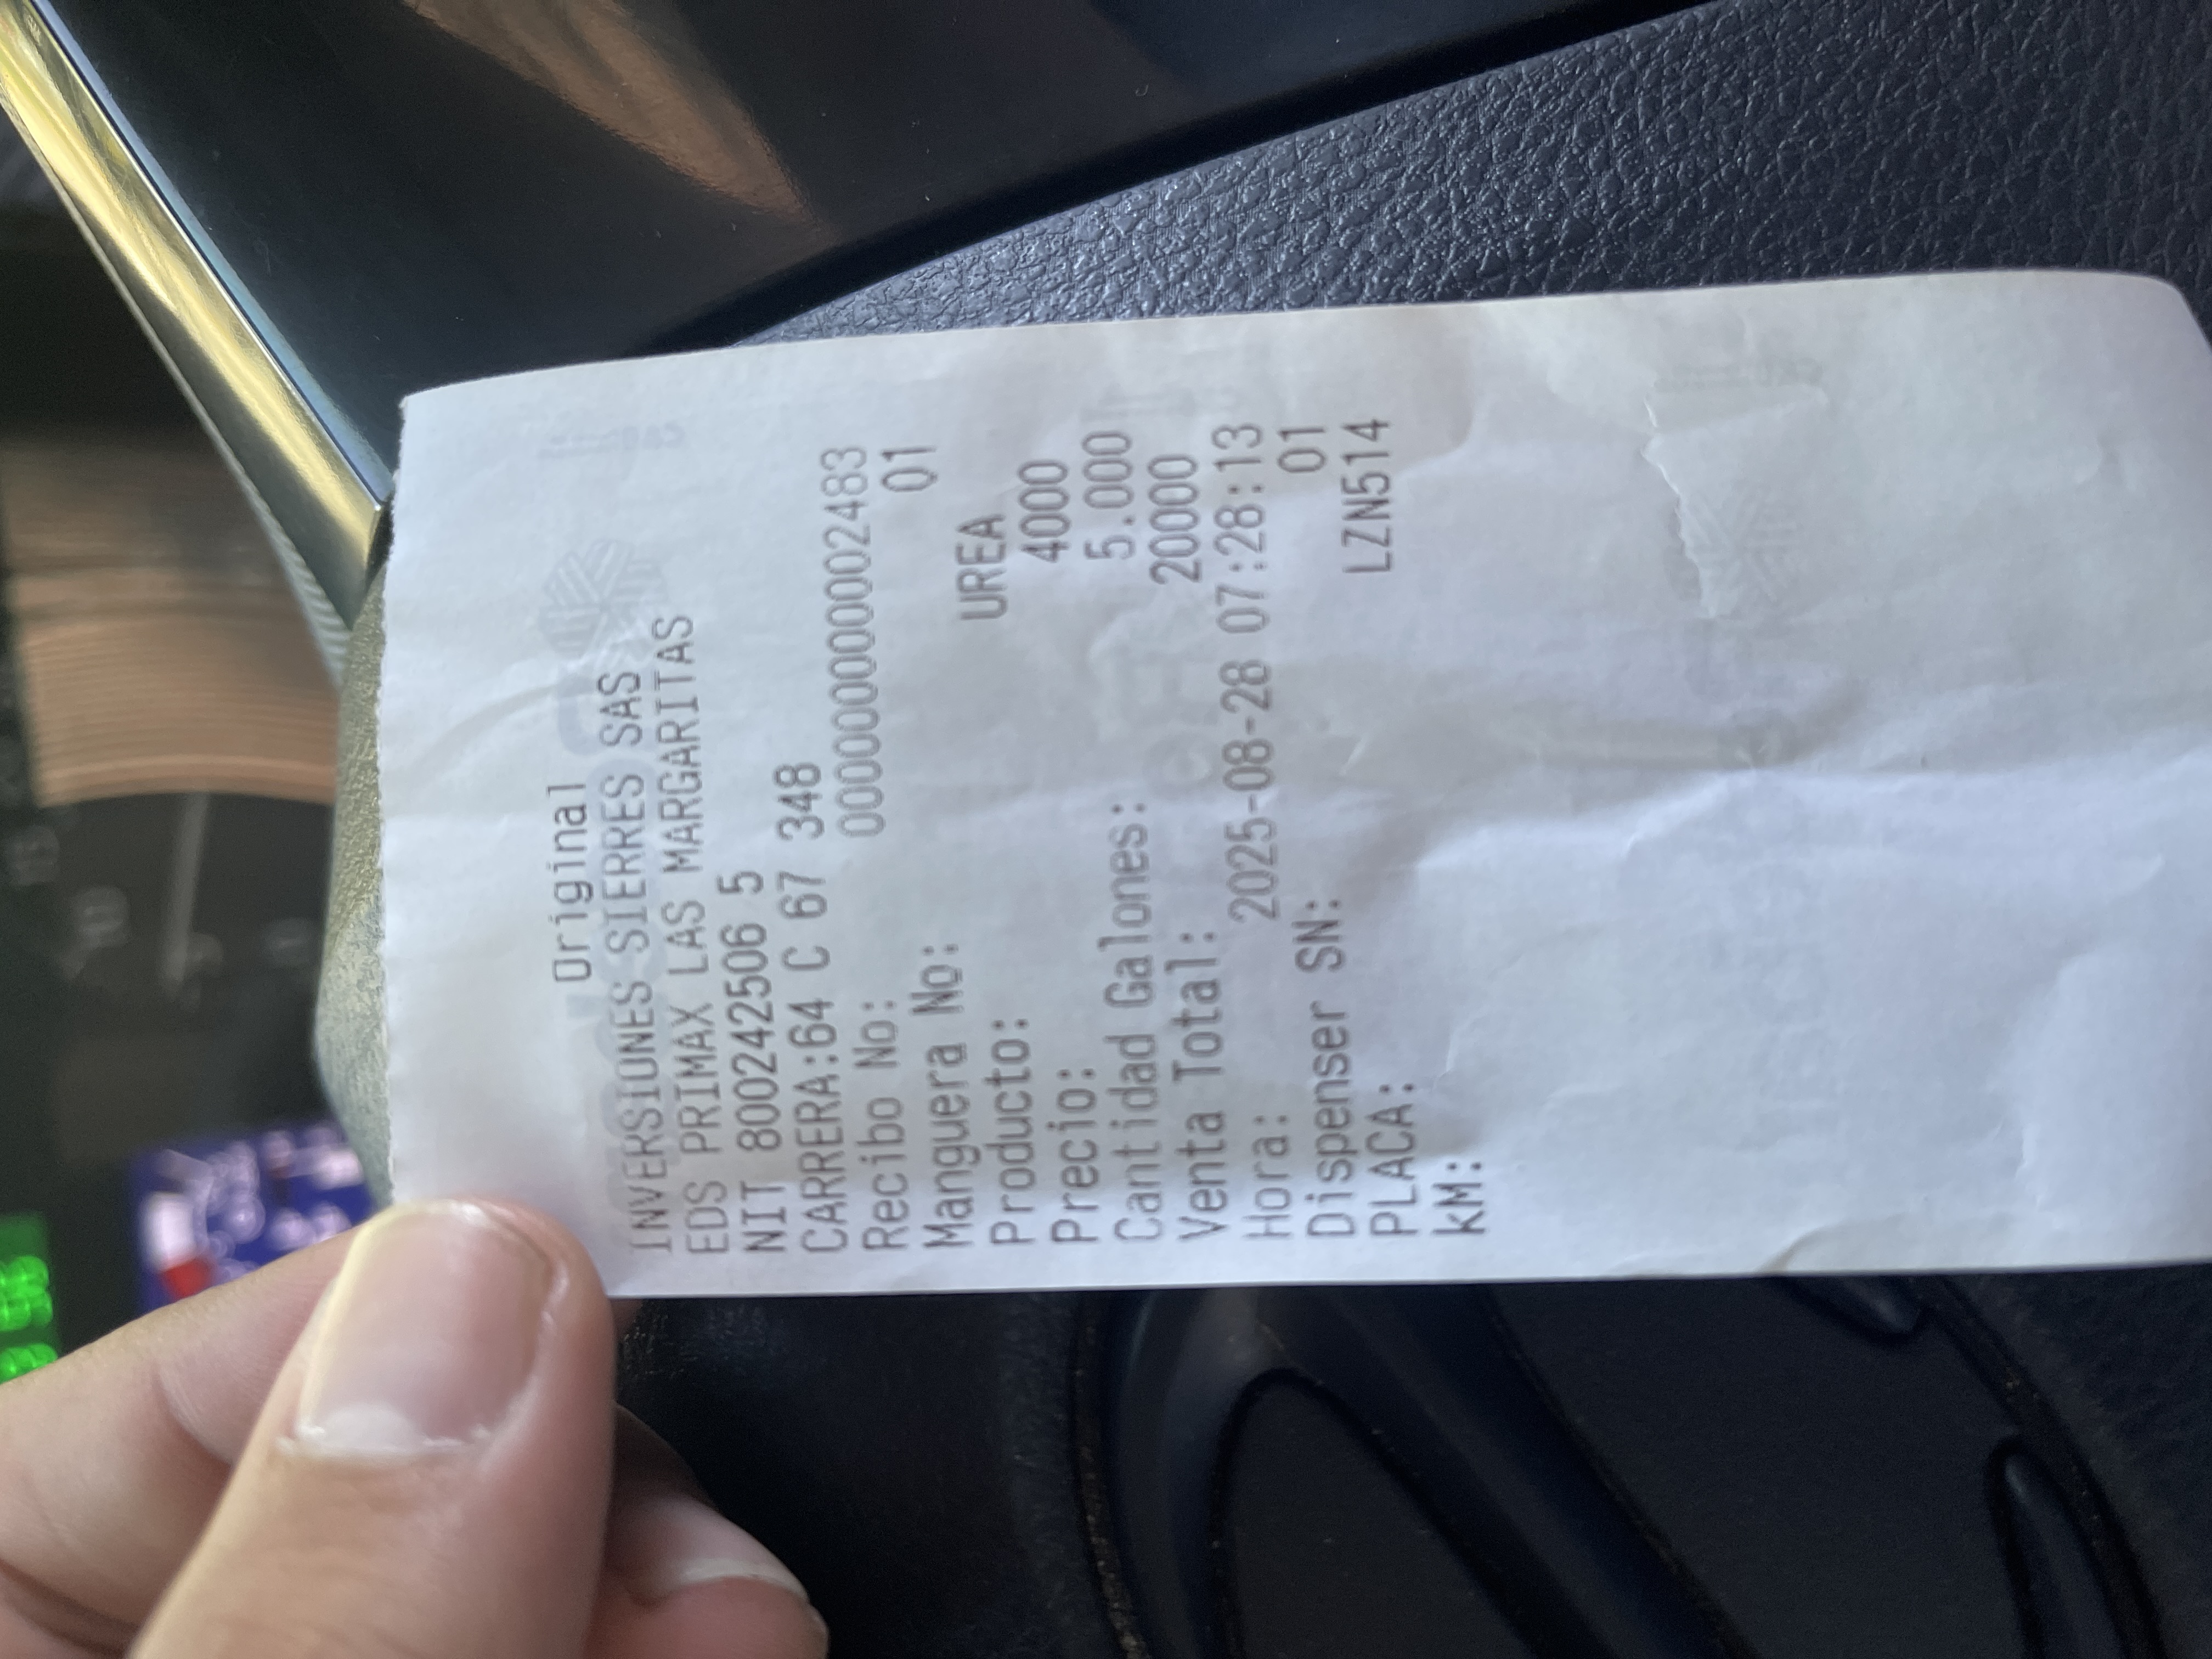 Original
INVERSIONES SIERRES SAS
EDS PRIMAX LAS MARGARITAS
NIT 800242506 5
CARRERA:64 C 67 348
Recibo No: 0000000000002483
Manguera No: 01
Producto: UREA
Precio: 4000
Cantidad Galones: 5.000
Venta Total: 20000
Hora: 2025-08-28 07:28:13
Dispenser SN: 01
PLACA: LZN514
kM: